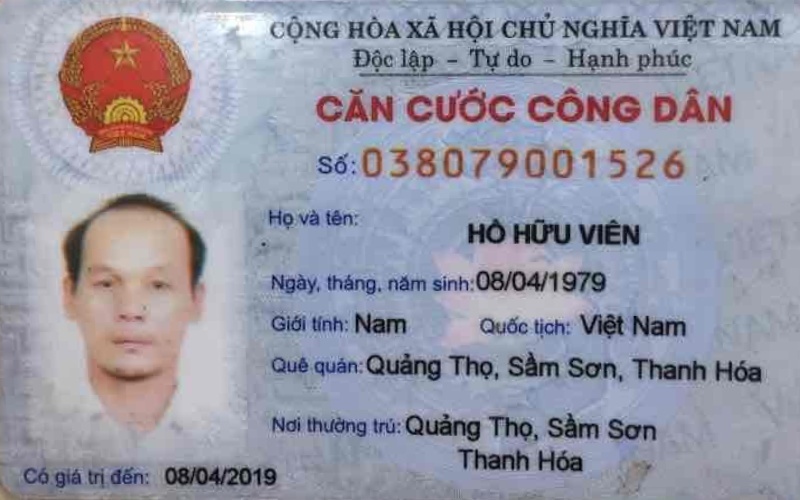 CỘNG HÒA XÃ HỘI CHỦ NGHĨA VIỆT NAM
Độc lập - Tự do - Hạnh phúc
CĂN CƯỚC CÔNG DÂN
Số: 038079001526
Họ và tên:
HỒ HỮU VIÊN
Ngày, tháng, năm sinh: 08/04/1979
Giới tính: Nam Quốc tịch: Việt Nam
Quê quán: Quảng Thọ, Sầm Sơn, Thanh Hóa
Nơi thường trú: Quảng Thọ, Sầm Sơn
Thanh Hóa
Có giá trị đến: 08/04/2019